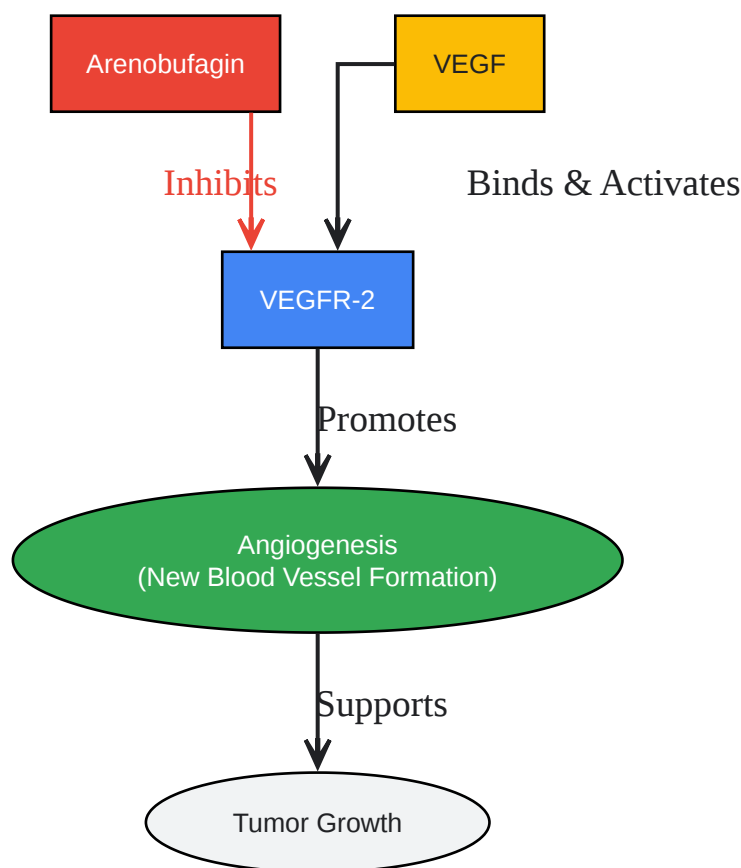 Arenobufagin
VEGF
Inhibits
Binds & Activates
VEGFR-2
Promotes
Angiogenesis
(New Blood Vessel Formation)
Supports
Tumor Growth